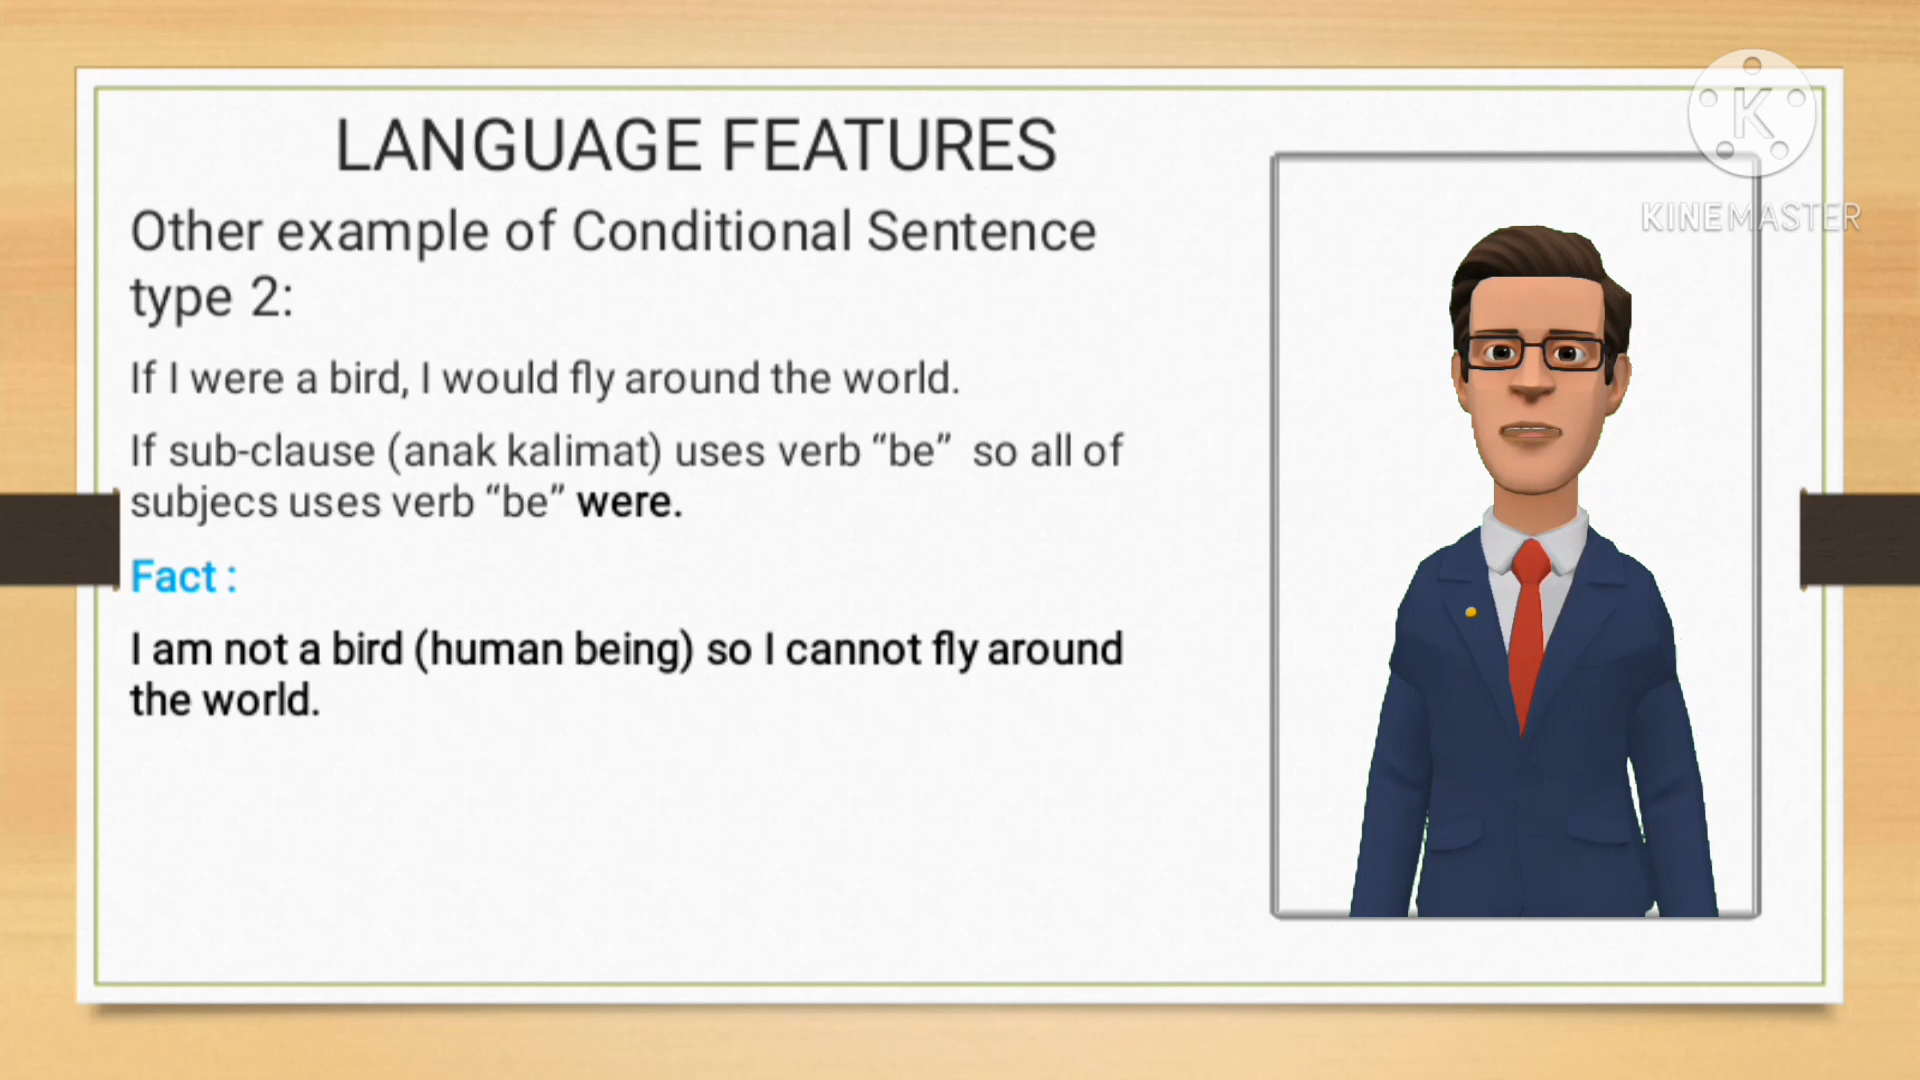 LANGUAGE FEATURES
Other example of Conditional Sentence
type 2:
If I were a bird, I would fly around the world.
If sub-clause (anak kalimat) uses verb “be”  so all of
subjecs uses verb “be” were.
Fact :
I am not a bird (human being) so I cannot fly around
the world.
K
KINEMASTER